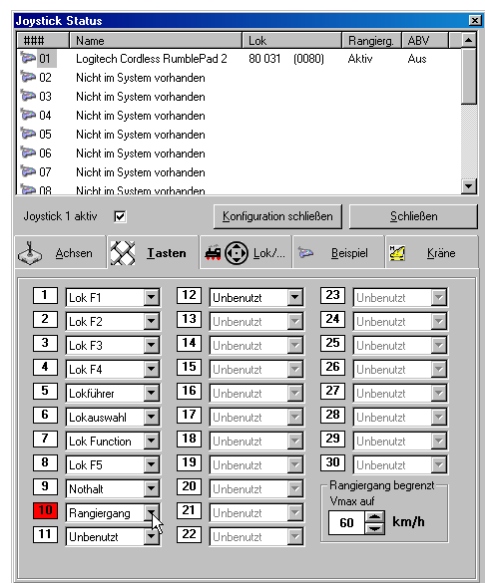 Joystick Status
### Name Lok Rangierg. ABV
01 Logitech Cordless RumblePad 2 80 031 (0080) Aktiv Aus
02 Nicht im System vorhanden
03 Nicht im System vorhanden
04 Nicht im System vorhanden
05 Nicht im System vorhanden
06 Nicht im System vorhanden
07 Nicht im System vorhanden
08 Nicht im System vorhanden
Joystick 1 aktiv Konfiguration schließen Schließen
Achsen Tasten Lok/... Beispiel Kräne
1 Lok F1 12 Unbenutzt 23 Unbenutzt
2 Lok F2 13 Unbenutzt 24 Unbenutzt
3 Lok F3 14 Unbenutzt 25 Unbenutzt
4 Lok F4 15 Unbenutzt 26 Unbenutzt
5 Lokführer 16 Unbenutzt 27 Unbenutzt
6 Lokauswahl 17 Unbenutzt 28 Unbenutzt
7 Lok Function 18 Unbenutzt 29 Unbenutzt
8 Lok F5 19 Unbenutzt 30 Unbenutzt
9 Nothalt 20 Unbenutzt Rangiergang begrenzt
Vmax auf
10 Rangiergang 21 Unbenutzt 60 km/h
11 Unbenutzt 22 Unbenutzt